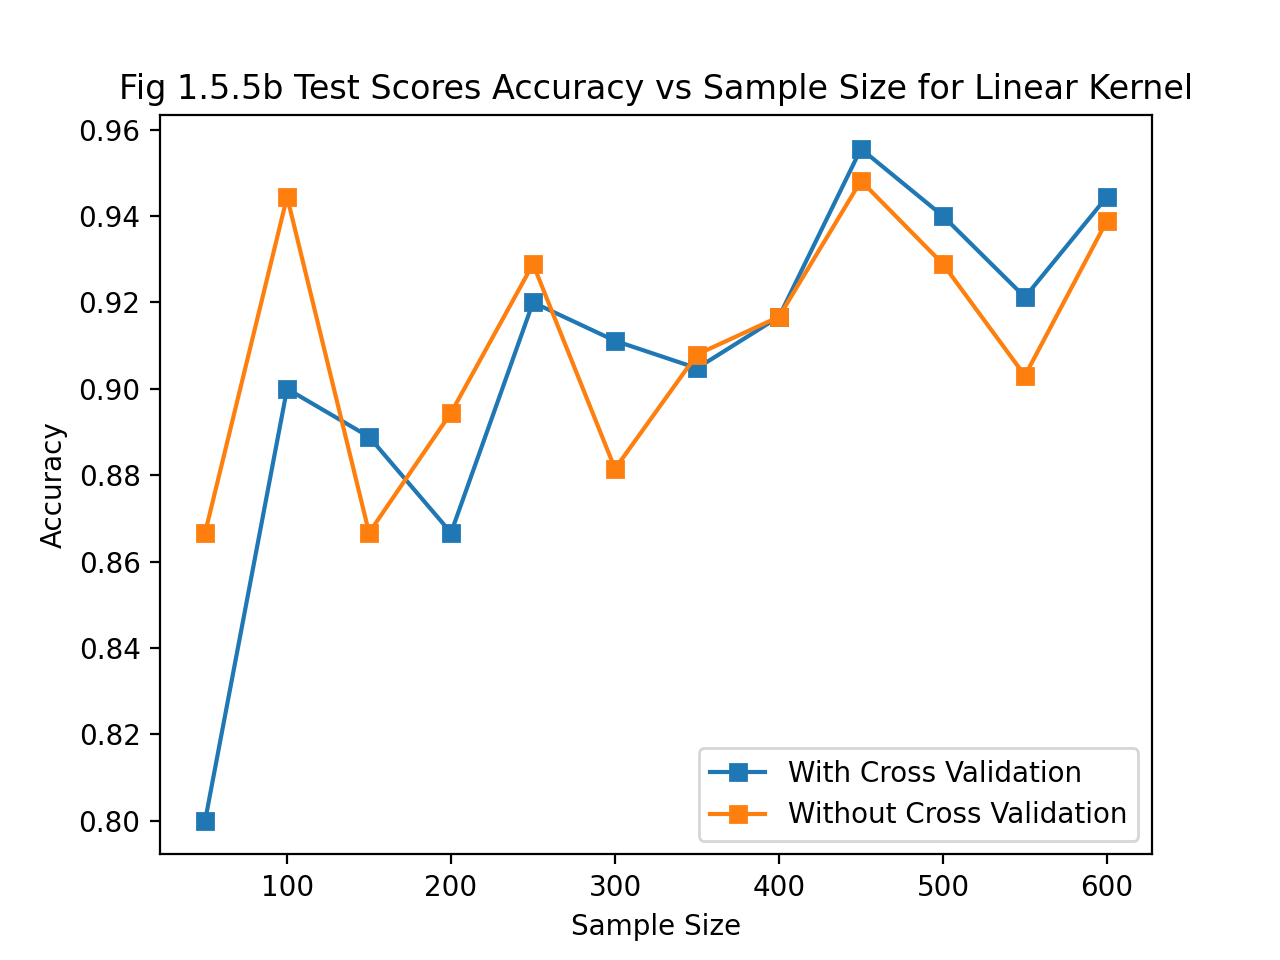 Fig 1.5.5b Test Scores Accuracy vs Sample Size for Linear Kernel
0.96
0.94
0.92
0.90
0.88
0.86
0.84
0.82
0.80
Accuracy
With Cross Validation
Without Cross Validation
100 200 300 400 500 600
Sample Size